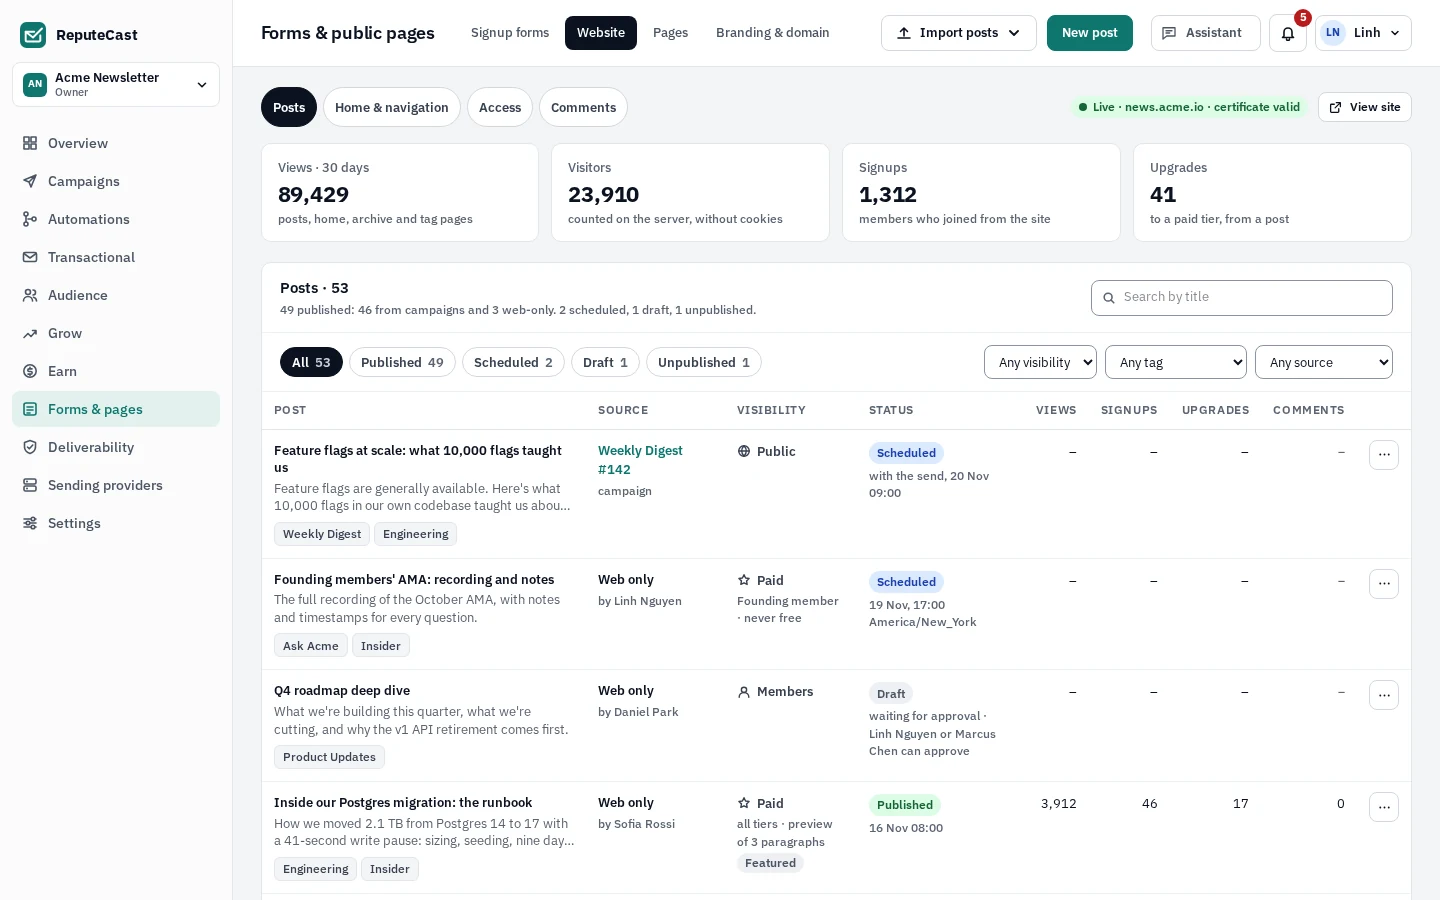 ReputeCast
AN
Acme Newsletter
Owner
Overview
Campaigns
Automations
Transactional
Audience
Grow
Earn
Forms & pages
Deliverability
Sending providers
Settings
Forms & public pages
Signup forms
Website
Pages
Branding & domain
Import posts
New post
Assistant
5
LN
Linh
Posts
Home & navigation
Access
Comments
Live · news.acme.io · certificate valid
View site
Views · 30 days
89,429
posts, home, archive and tag pages
Visitors
23,910
counted on the server, without cookies
Signups
1,312
members who joined from the site
Upgrades
41
to a paid tier, from a post
Posts · 53
49 published: 46 from campaigns and 3 web-only. 2 scheduled, 1 draft, 1 unpublished.
Search by title
All 53
Published 49
Scheduled 2
Draft 1
Unpublished 1
Any visibility
Any tag
Any source
POST SOURCE VISIBILITY STATUS VIEWS SIGNUPS UPGRADES COMMENTS
Feature flags at scale: what 10,000 flags taught
us
Feature flags are generally available. Here's what
10,000 flags in our own codebase taught us abou…
Weekly Digest
Engineering
Weekly Digest
#142
campaign
Public
Scheduled
with the send, 20 Nov
09:00
– – – –
Founding members' AMA: recording and notes
The full recording of the October AMA, with notes
and timestamps for every question.
Ask Acme
Insider
Web only
by Linh Nguyen
Paid
Founding member
· never free
Scheduled
19 Nov, 17:00
America/New_York
– – – –
Q4 roadmap deep dive
What we're building this quarter, what we're
cutting, and why the v1 API retirement comes first.
Product Updates
Web only
by Daniel Park
Members
Draft
waiting for approval ·
Linh Nguyen or Marcus
Chen can approve
– – – –
Inside our Postgres migration: the runbook
How we moved 2.1 TB from Postgres 14 to 17 with
a 41-second write pause: sizing, seeding, nine day…
Engineering
Insider
Web only
by Sofia Rossi
Paid
all tiers · preview
of 3 paragraphs
Featured
Published
16 Nov 08:00
3,912 46 17 0